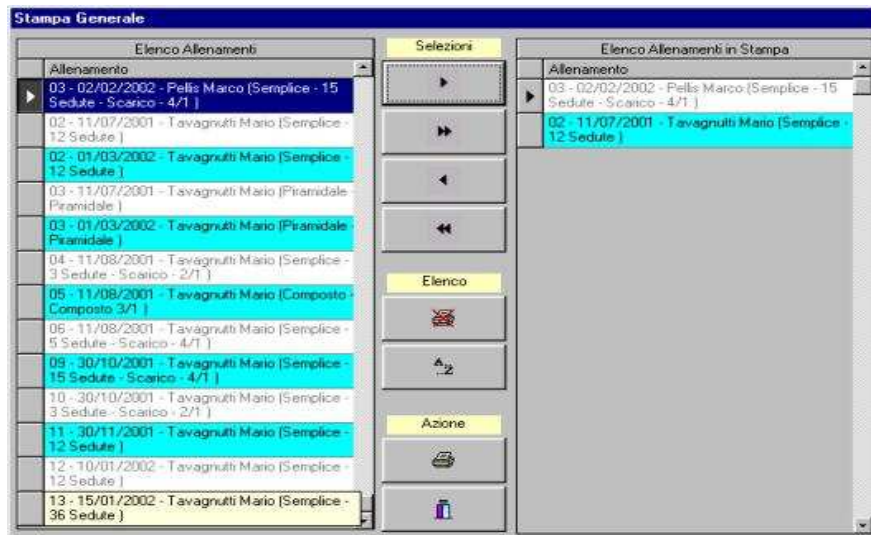 Stampa Generale
Elenco Allenamenti
Allenamento
03 - 02/02/2002 - Pellis Marco (Semplice - 15
Sedute - Scarico - 4/1 )
02 - 11/07/2001 - Tavagnutti Mario (Semplice -
12 Sedute )
02 - 01/03/2002 - Tavagnutti Mario (Semplice -
12 Sedute )
03 - 11/07/2001 - Tavagnutti Mario (Piramidale -
Piramidale )
03 - 01/03/2002 - Tavagnutti Mario (Piramidale -
Piramidale )
04 - 11/08/2001 - Tavagnutti Mario (Semplice -
3 Sedute - Scarico - 2/1 )
05 - 11/08/2001 - Tavagnutti Mario (Composto -
Composto 3/1 )
06 - 11/08/2001 - Tavagnutti Mario (Semplice -
5 Sedute - Scarico - 4/1 )
09 - 30/10/2001 - Tavagnutti Mario (Semplice -
15 Sedute - Scarico - 4/1 )
10 - 30/10/2001 - Tavagnutti Mario (Semplice -
3 Sedute - Scarico - 2/1 )
11 - 30/11/2001 - Tavagnutti Mario (Semplice -
12 Sedute )
12 - 10/01/2002 - Tavagnutti Mario (Semplice -
12 Sedute )
13 - 15/01/2002 - Tavagnutti Mario (Semplice -
36 Sedute )
Selezioni
Elenco
A..Z
Azione
Elenco Allenamenti in Stampa
Allenamento
03 - 02/02/2002 - Pellis Marco (Semplice - 15
Sedute - Scarico - 4/1 )
02 - 11/07/2001 - Tavagnutti Mario (Semplice -
12 Sedute )